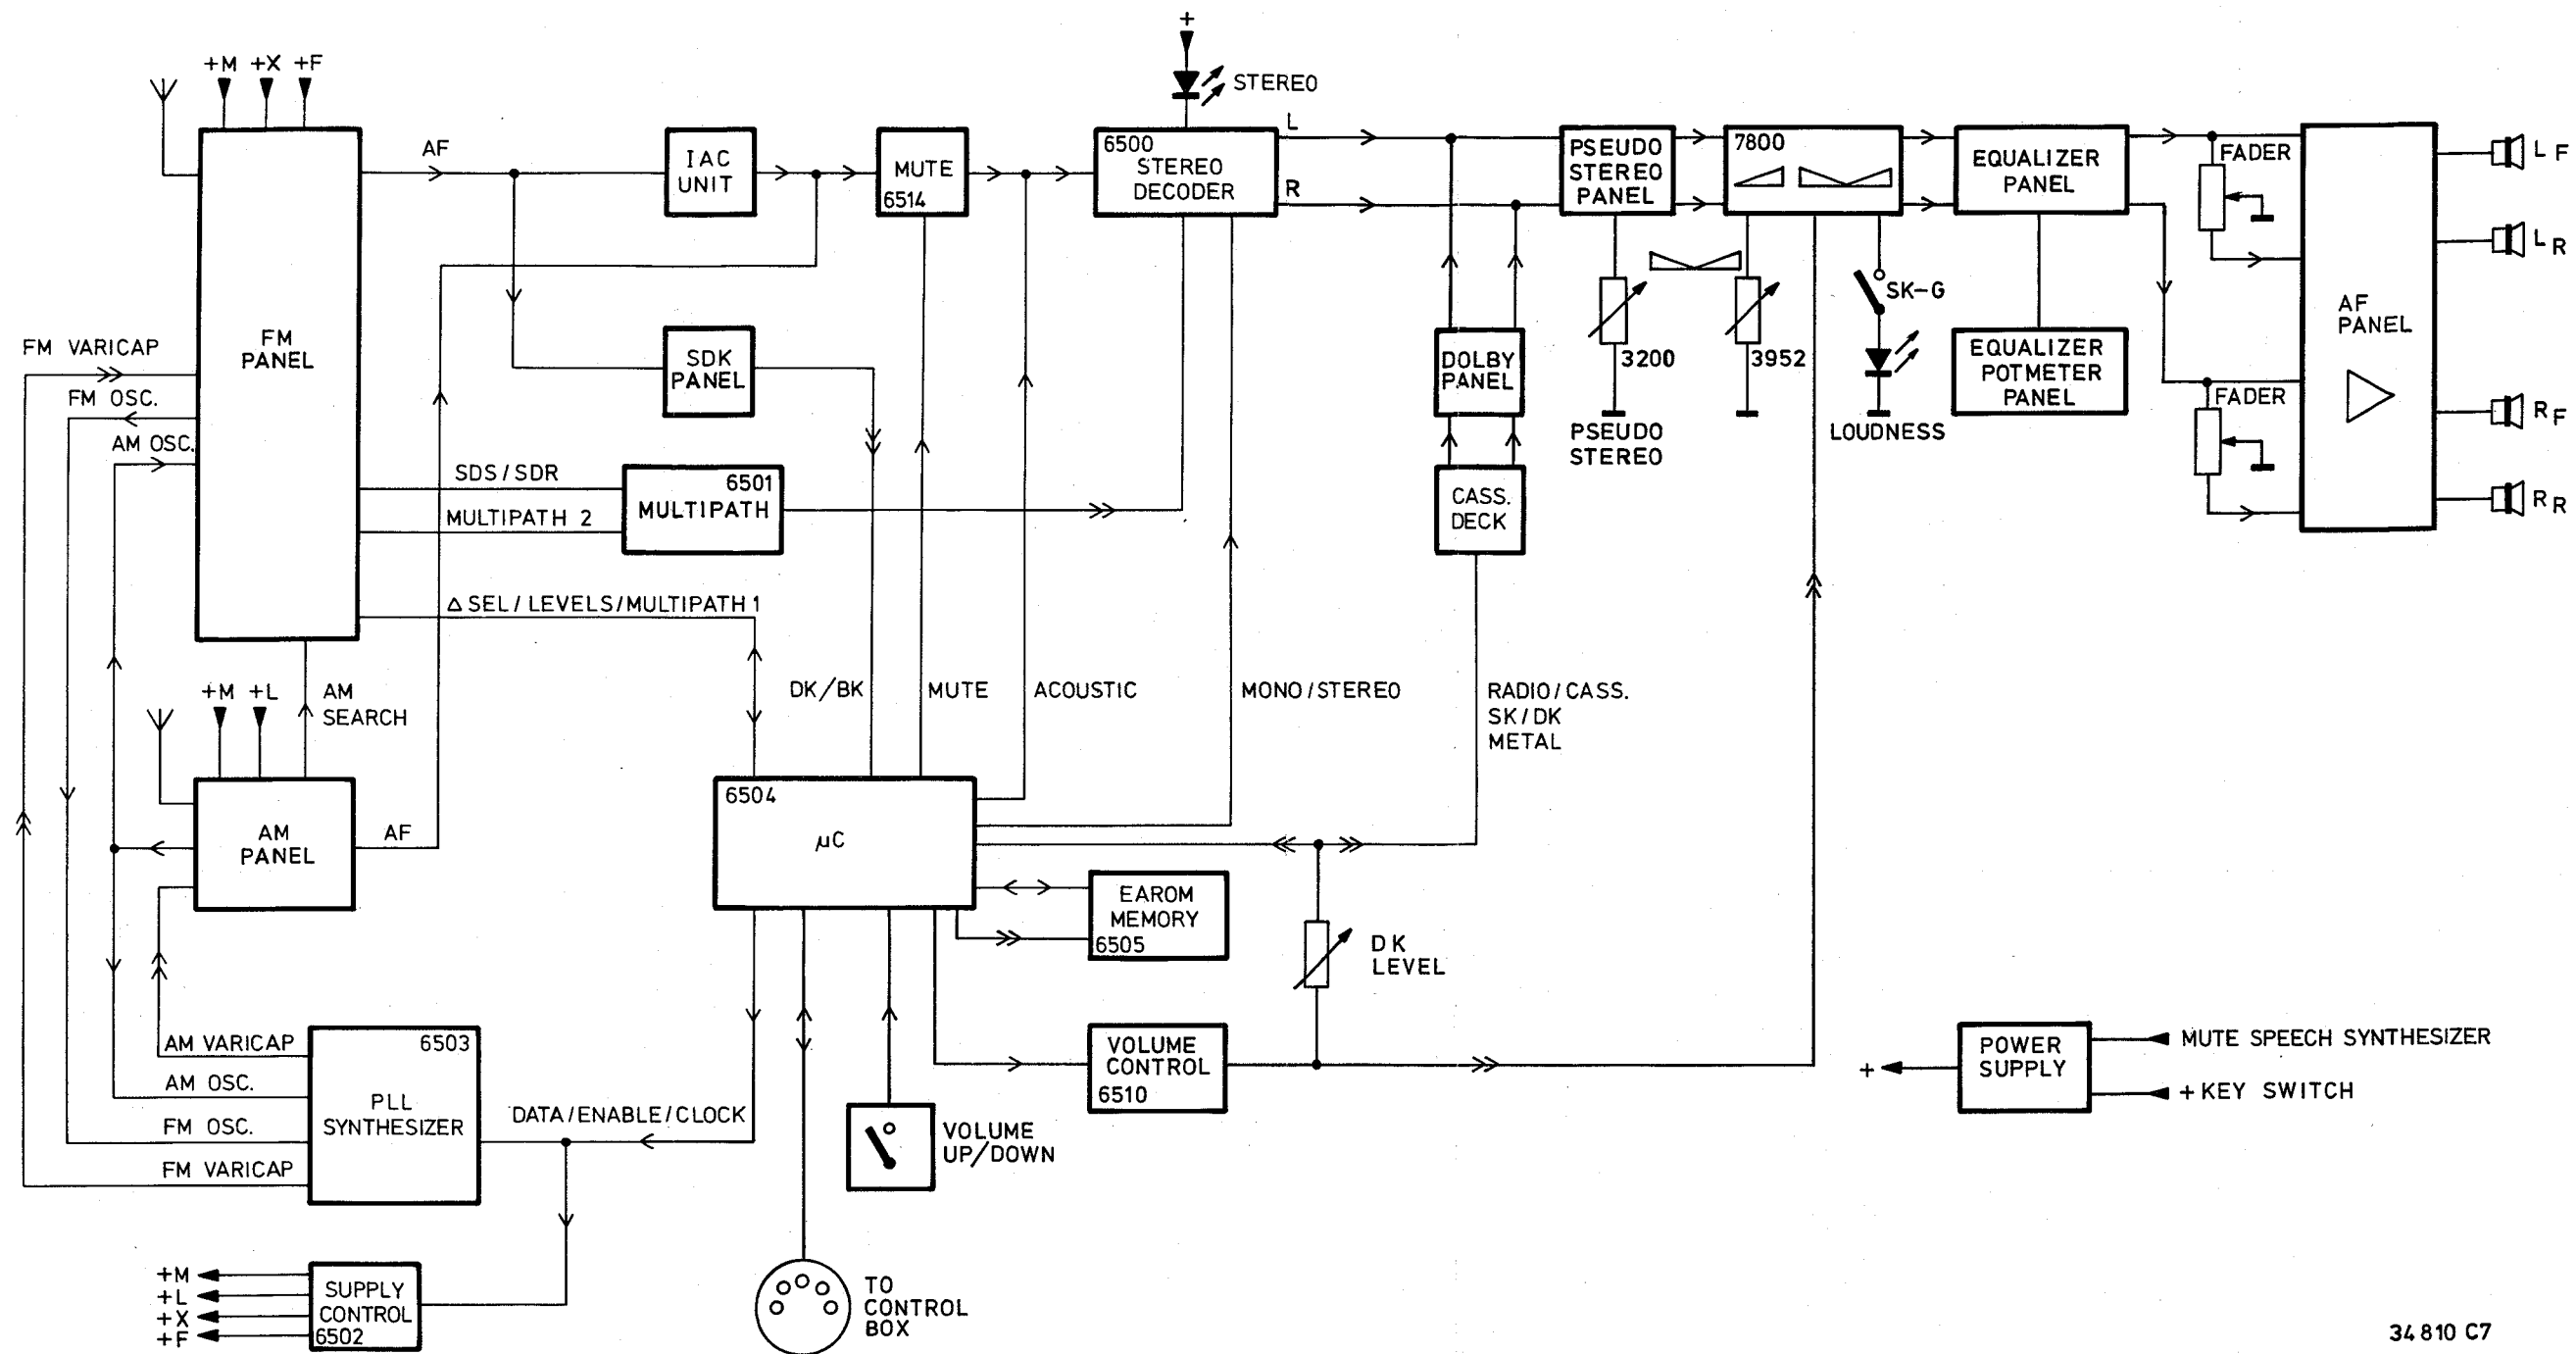 +
STEREO
+M +X +F
AF
IAC
UNIT
MUTE
6514
6500
STEREO
DECODER
L
R
PSEUDO
STEREO
PANEL
7800
EQUALIZER
PANEL
FADER
LF
LR
FM
PANEL
FM VARICAP
FM OSC.
AM OSC.
SDK
PANEL
DOLBY
PANEL
3200
PSEUDO
STEREO
3952
SK-G
LOUDNESS
EQUALIZER
POTMETER
PANEL
FADER
AF
PANEL
RF
RR
SDS/SDR
MULTIPATH 2
6501
MULTIPATH
CASS.
DECK
Δ SEL/LEVELS/MULTIPATH 1
+M +L
AM
SEARCH
DK/BK
MUTE
ACOUSTIC
MONO/STEREO
RADIO/CASS.
SK/DK
METAL
AM
PANEL
AF
6504
µC
EAROM
MEMORY
6505
DK
LEVEL
AM VARICAP
AM OSC.
FM OSC.
FM VARICAP
6503
PLL
SYNTHESIZER
DATA/ENABLE/CLOCK
VOLUME
UP/DOWN
VOLUME
CONTROL
6510
+
POWER
SUPPLY
MUTE SPEECH SYNTHESIZER
+KEY SWITCH
+M
+L
+X
+F
SUPPLY
CONTROL
6502
TO
CONTROL
BOX
34 810 C7